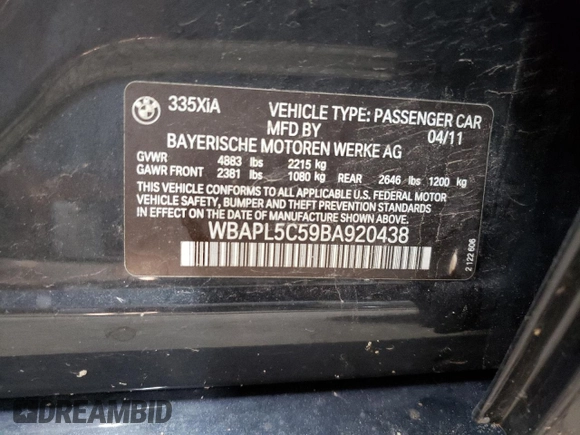 BMW
335XiA VEHICLE TYPE: PASSENGER CAR
MFD BY 04/11
BAYERISCHE MOTOREN WERKE AG
GVWR 4883 lbs 2215 kg
GAWR FRONT 2381 lbs 1080 kg REAR 2646 lbs 1200 kg
THIS VEHICLE CONFORMS TO ALL APPLICABLE U.S. FEDERAL MOTOR
VEHICLE SAFETY, BUMPER AND THEFT PREVENTION STANDARDS
IN EFFECT ON THE DATE OF MANUFACTURE SHOWN ABOVE.
WBAPL5C59BA920438
2 122 606
DREAMBID